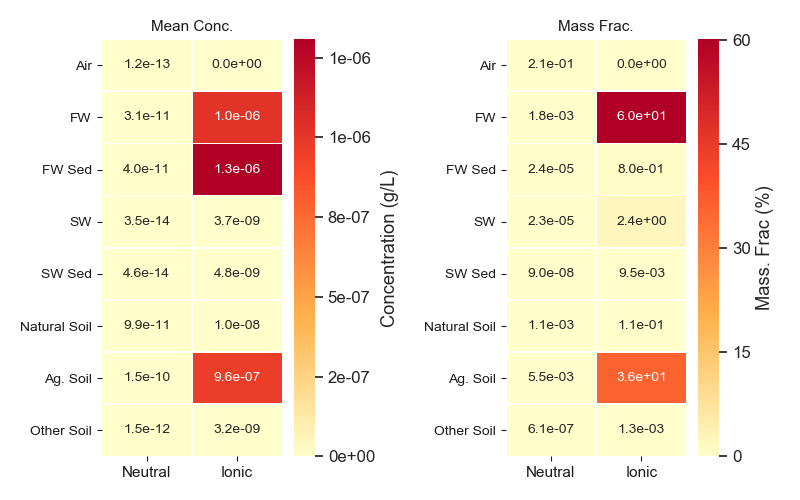 Mean Conc.
Air 1.2e-13 0.0e+00
FW 3.1e-11 1.0e-06
FW Sed 4.0e-11 1.3e-06
SW 3.5e-14 3.7e-09
SW Sed 4.6e-14 4.8e-09
Natural Soil 9.9e-11 1.0e-08
Ag. Soil 1.5e-10 9.6e-07
Other Soil 1.5e-12 3.2e-09
Neutral Ionic
1e-06
1e-06
8e-07
5e-07
2e-07
0e+00
Concentration (g/L)
Mass Frac.
Air 2.1e-01 0.0e+00
FW 1.8e-03 6.0e+01
FW Sed 2.4e-05 8.0e-01
SW 2.3e-05 2.4e+00
SW Sed 9.0e-08 9.5e-03
Natural Soil 1.1e-03 1.1e-01
Ag. Soil 5.5e-03 3.6e+01
Other Soil 6.1e-07 1.3e-03
Neutral Ionic
60
45
30
15
0
Mass. Frac (%)